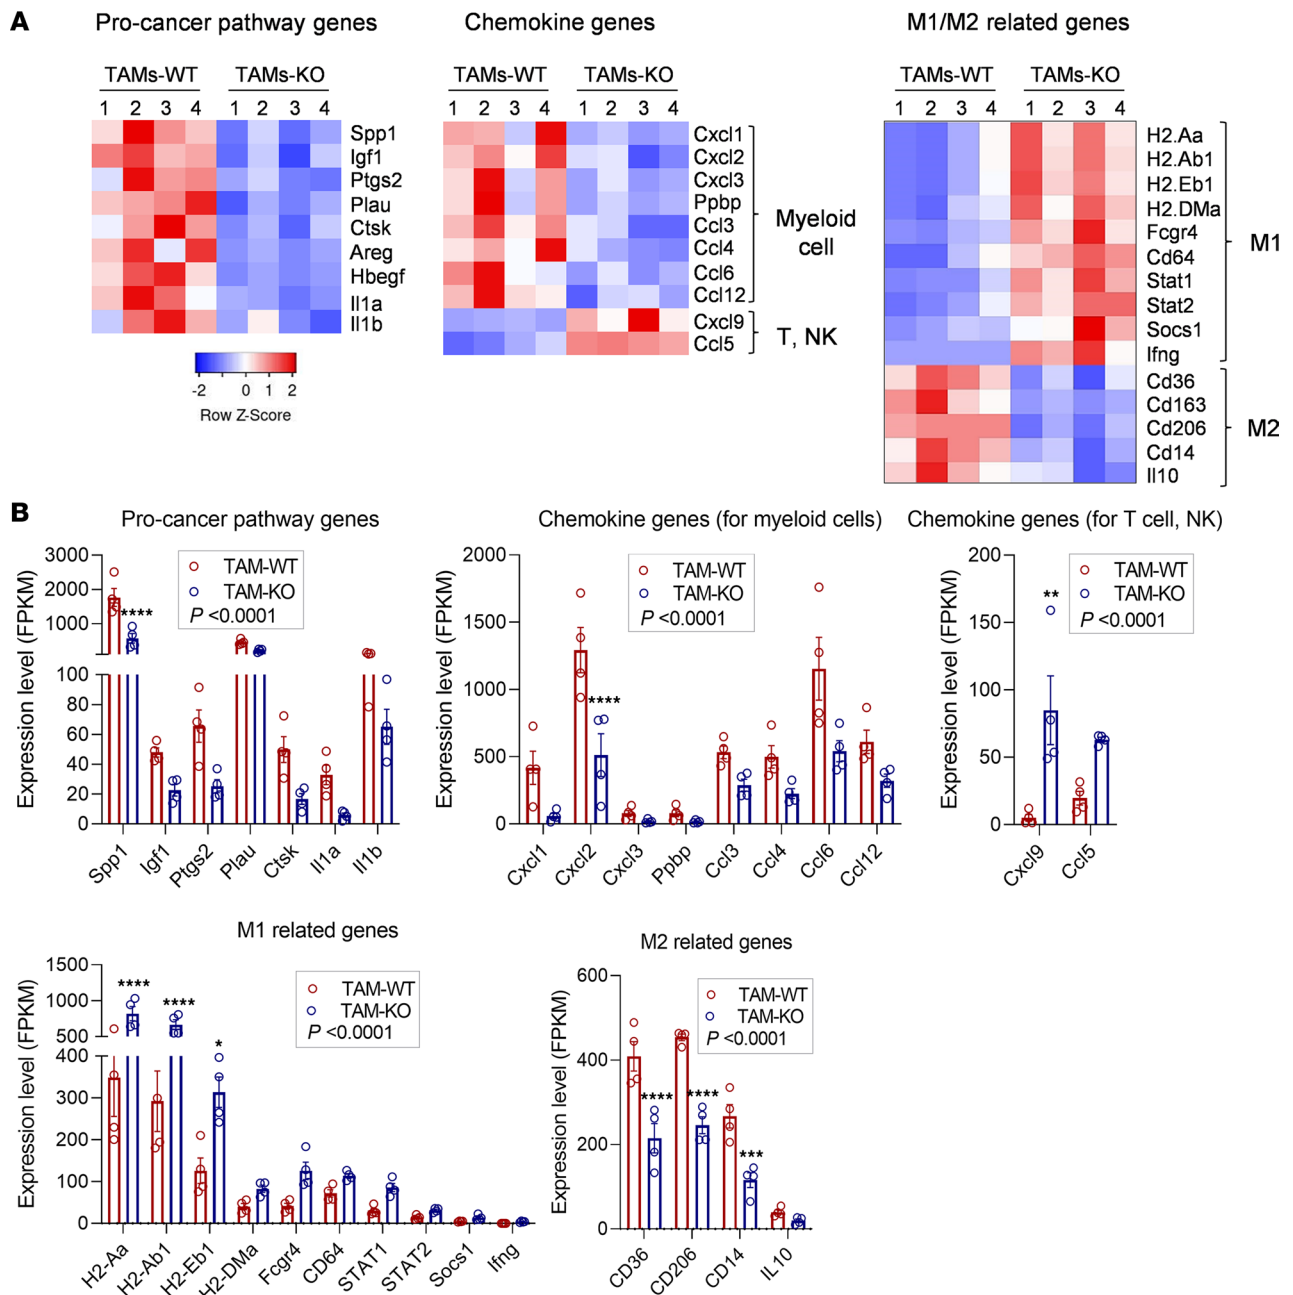 A
Pro-cancer pathway genes
TAMs-WT TAMs-KO
1 2 3 4 1 2 3 4
Spp1
Igf1
Ptgs2
Plau
Ctsk
Areg
Hbegf
Il1a
Il1b
-2 0 1 2
Row Z-Score
Chemokine genes
TAMs-WT TAMs-KO
1 2 3 4 1 2 3 4
Cxcl1
Cxcl2
Cxcl3
Ppbp
Ccl3
Ccl4
Ccl6
Ccl12
Cxcl9
Ccl5
Myeloid
cell
T, NK
M1/M2 related genes
TAMs-WT TAMs-KO
1 2 3 4 1 2 3 4
H2.Aa
H2.Ab1
H2.Eb1
H2.DMa
Fcgr4
Cd64
Stat1
Stat2
Socs1
Ifng
Cd36
Cd163
Cd206
Cd14
Il10
M1
M2
B
Pro-cancer pathway genes
Expression level (FPKM)
3000
2000
1000
100
80
60
40
20
0
TAM-WT
TAM-KO
P <0.0001
****
Spp1 Igf1 Ptgs2 Plau Ctsk Il1a Il1b
Chemokine genes (for myeloid cells)
Expression level (FPKM)
2000
1500
1000
500
0
TAM-WT
TAM-KO
P <0.0001
****
Cxcl1 Cxcl2 Cxcl3 Ppbp Ccl3 Ccl4 Ccl6 Ccl12
Chemokine genes (for T cell, NK)
Expression level (FPKM)
200
150
100
50
0
TAM-WT
TAM-KO
P <0.0001
**
Cxcl9 Ccl5
M1 related genes
Expression level (FPKM)
1500
1000
500
400
300
200
100
0
TAM-WT
TAM-KO
P <0.0001
**** **** *
H2-Aa H2-Ab1 H2-Eb1 H2-DMa Fcgr4 CD64 STAT1 STAT2 Socs1 Ifng
M2 related genes
Expression level (FPKM)
600
400
200
0
TAM-WT
TAM-KO
P <0.0001
**** **** ***
CD36 CD206 CD14 IL10